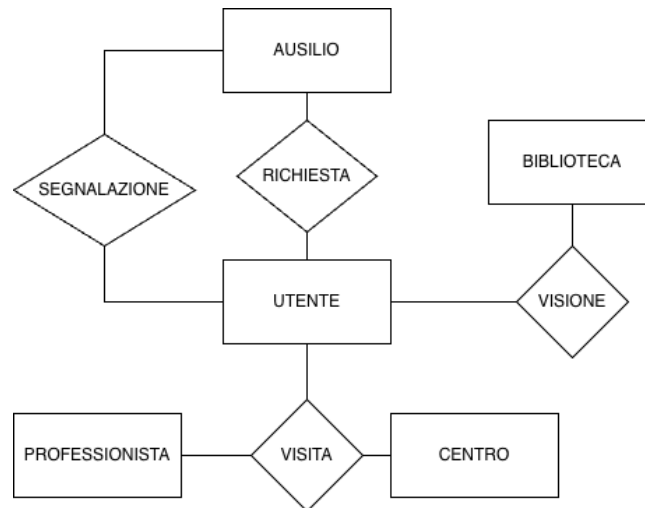 AUSILIO
BIBLIOTECA
SEGNALAZIONE
RICHIESTA
UTENTE
VISIONE
PROFESSIONISTA
VISITA
CENTRO